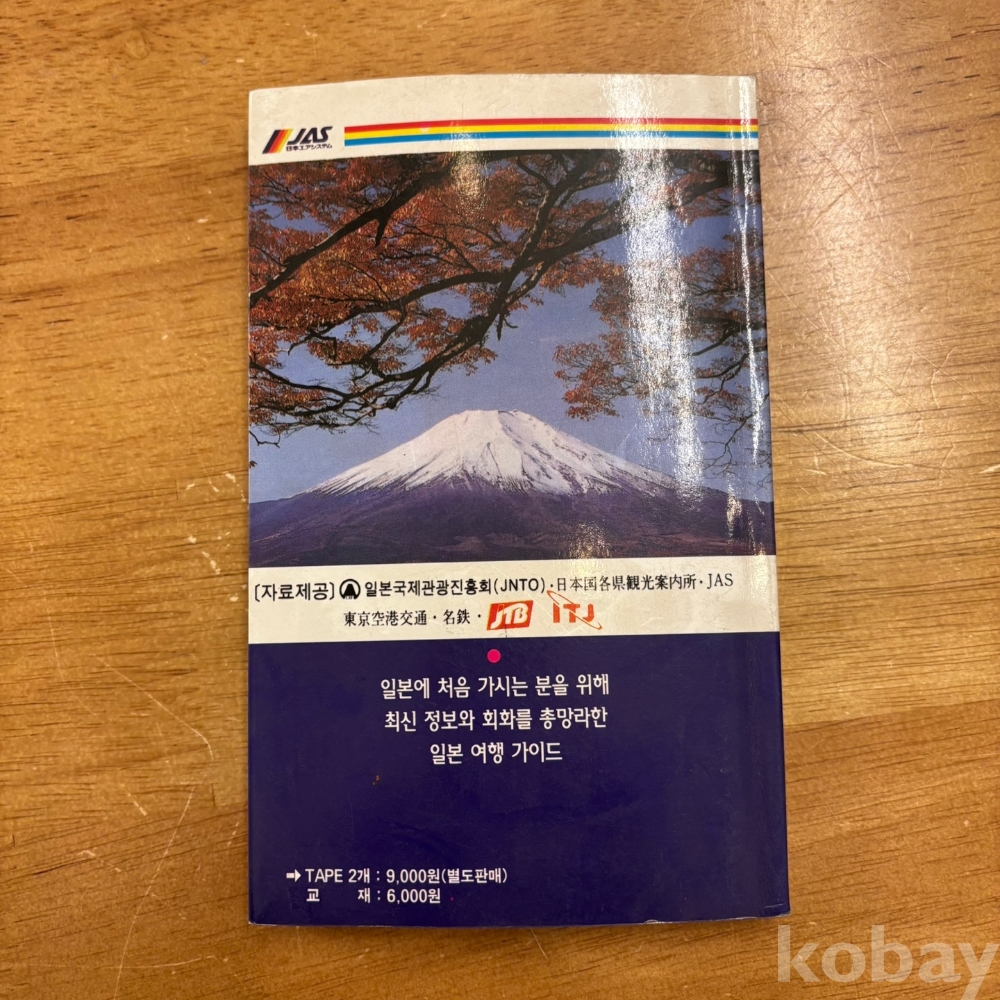 JAS
日本エアシステム
[자료제공] 일본국제관광진흥회(JNTO)·日本国各県観光案内所·JAS
東京空港交通·名鉄· JTB ITJ
일본에 처음 가시는 분을 위해
최신 정보와 회화를 총망라한
일본 여행 가이드
➡ TAPE 2개 : 9,000원(별도판매)
교 재 : 6,000원
kobay